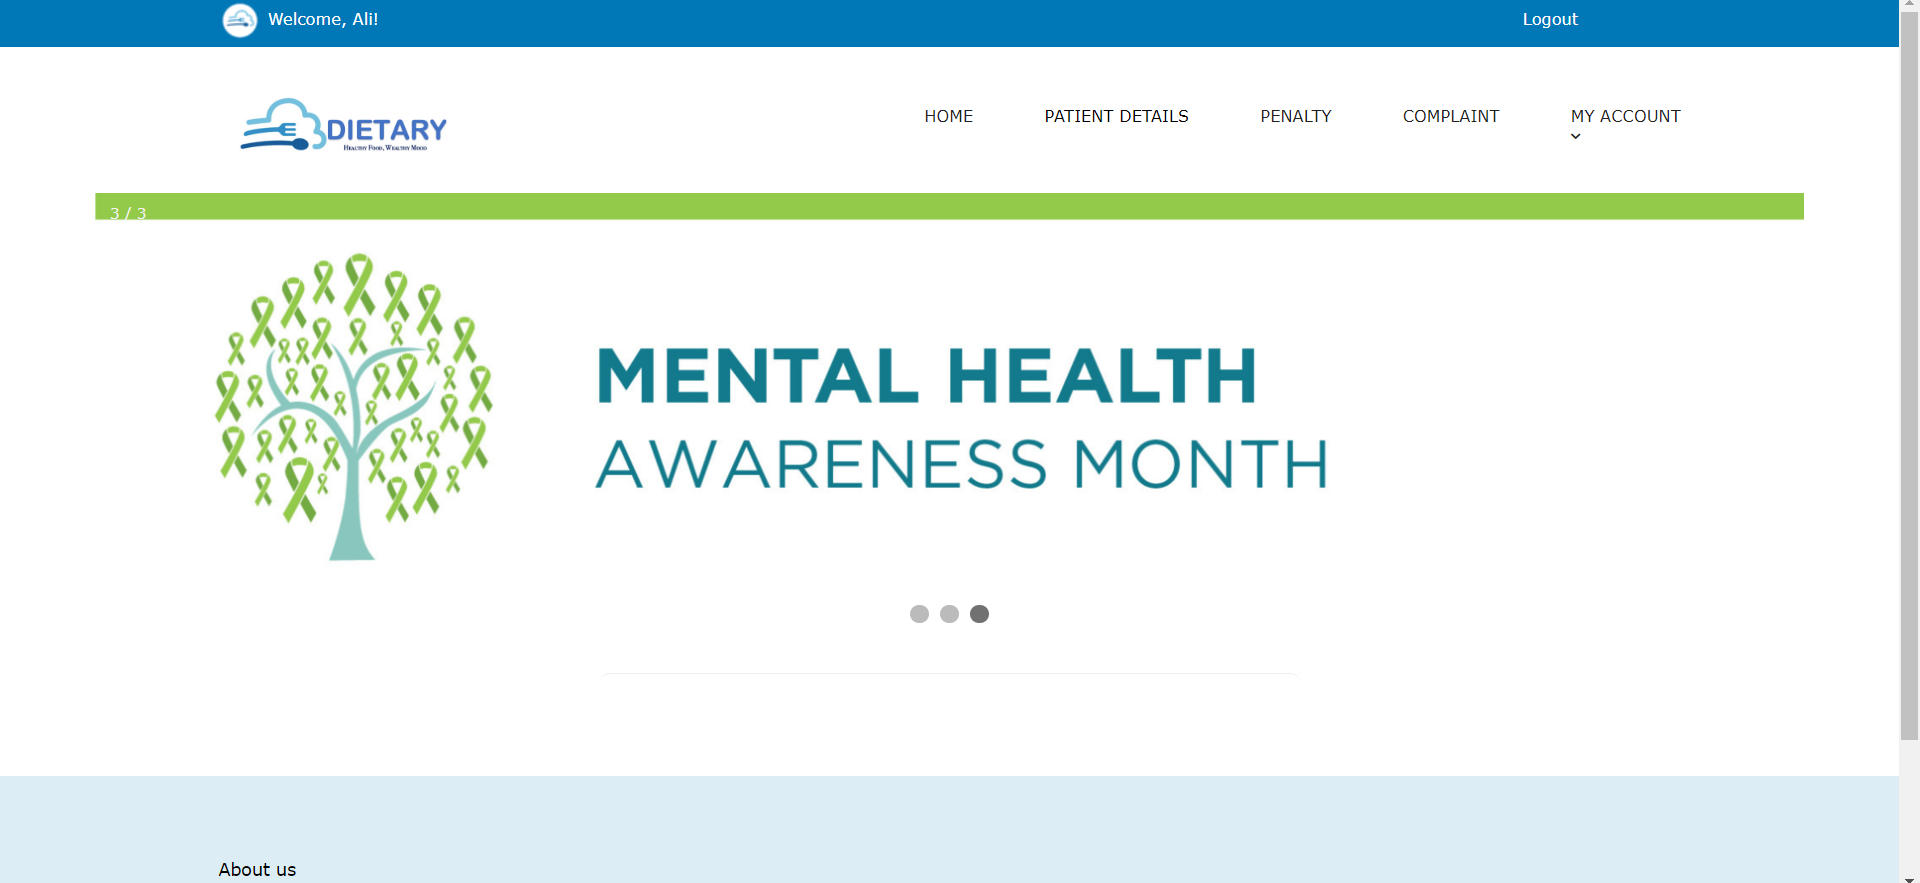 Welcome, Ali!
Logout
DIETARY
HEALTHY FOOD, WEALTHY MOOD
HOME
PATIENT DETAILS
PENALTY
COMPLAINT
MY ACCOUNT
3 / 3
MENTAL HEALTH
AWARENESS MONTH
About us